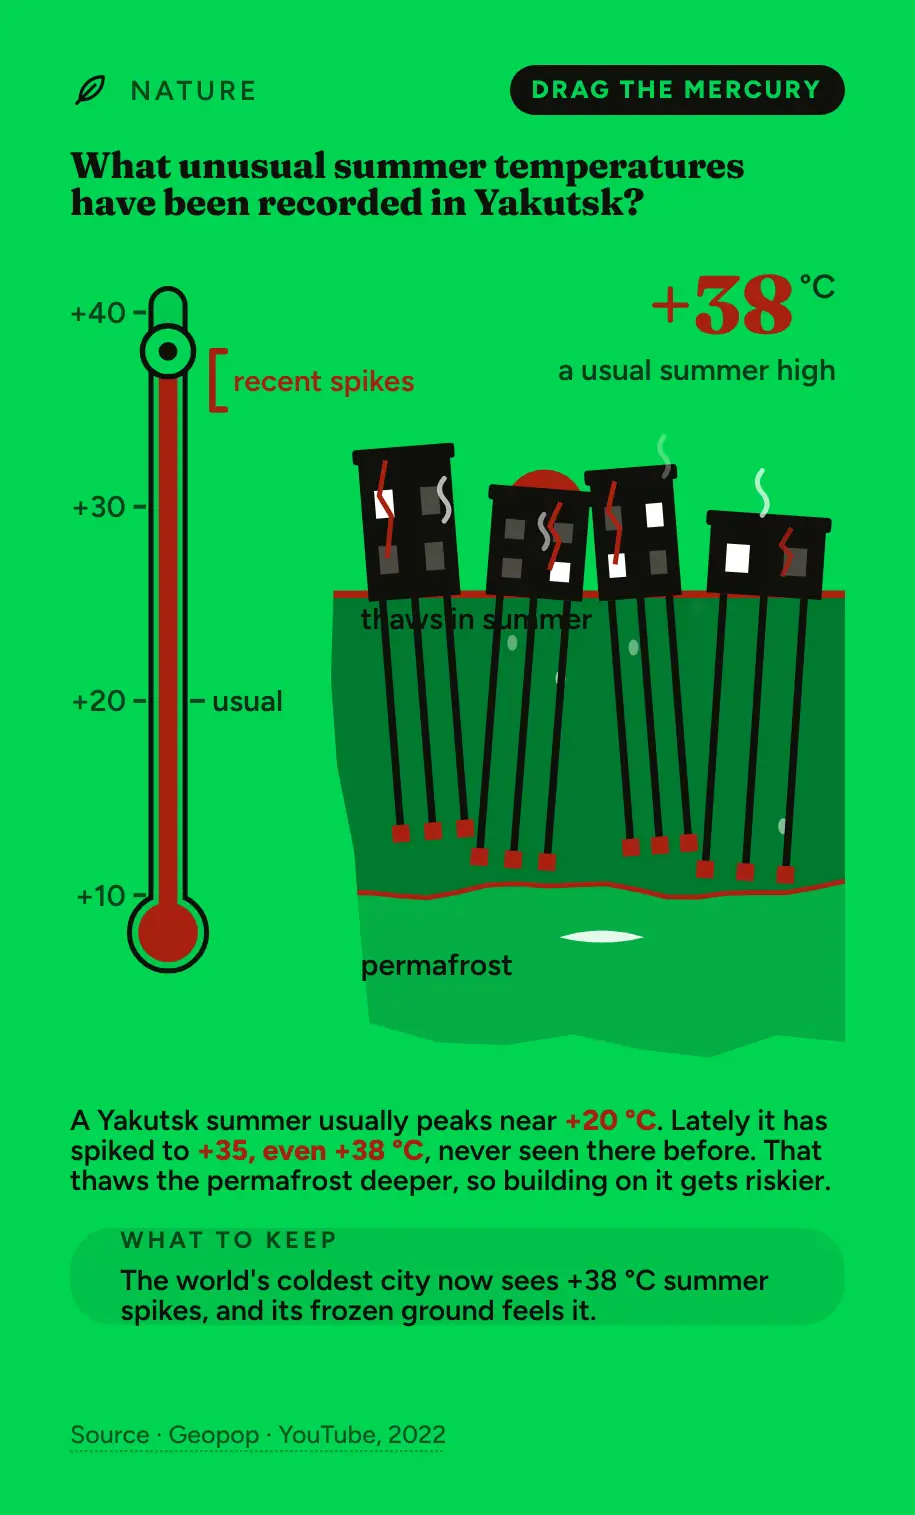 NATURE
DRAG THE MERCURY
What unusual summer temperatures
have been recorded in Yakutsk?
+38 °C
a usual summer high
+40
recent spikes
+30
thaws in summer
+20
usual
+10
permafrost
A Yakutsk summer usually peaks near +20 °C. Lately it has
spiked to +35, even +38 °C, never seen there before. That
thaws the permafrost deeper, so building on it gets riskier.
WHAT TO KEEP
The world's coldest city now sees +38 °C summer
spikes, and its frozen ground feels it.
Source · Geopop · YouTube, 2022